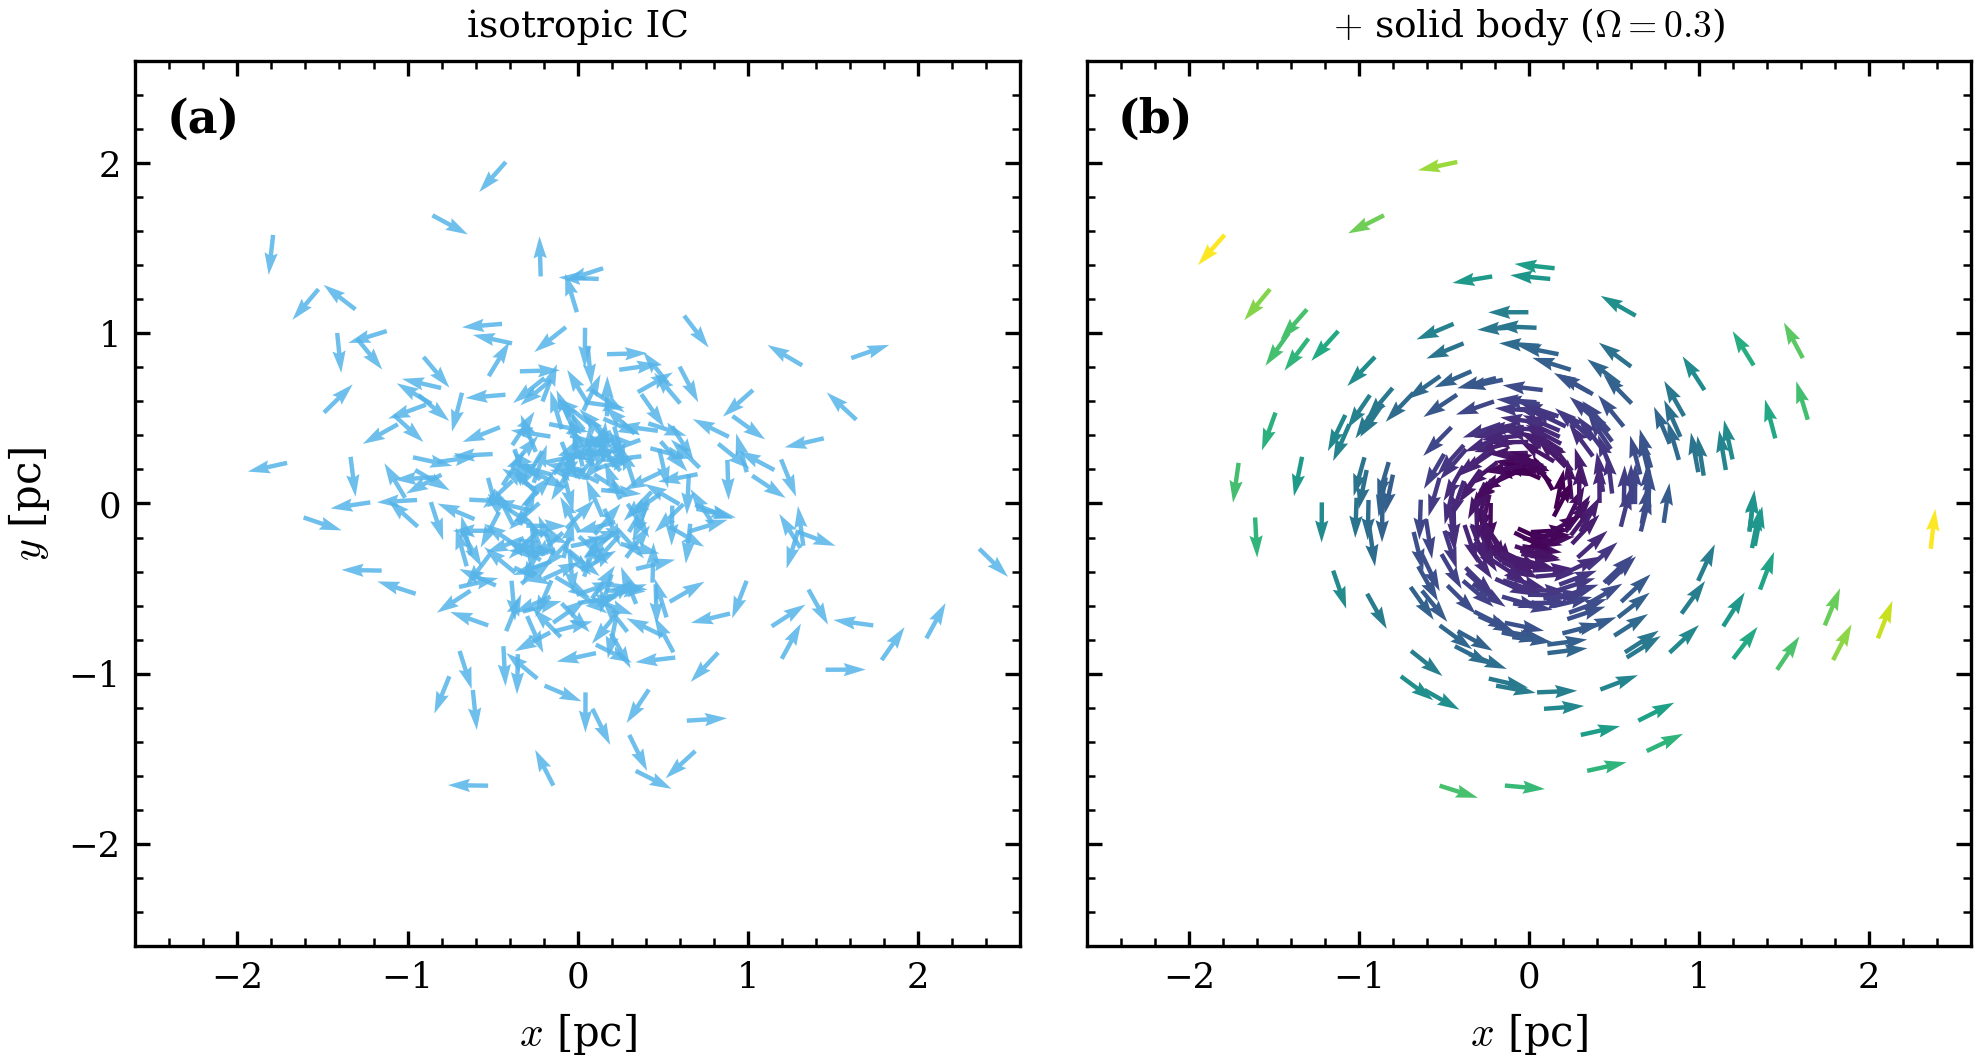 isotropic IC
+ solid body (Ω = 0.3)
(a)
(b)
2
1
0
−1
−2
y [pc]
−2 −1 0 1 2
−2 −1 0 1 2
x [pc]
x [pc]